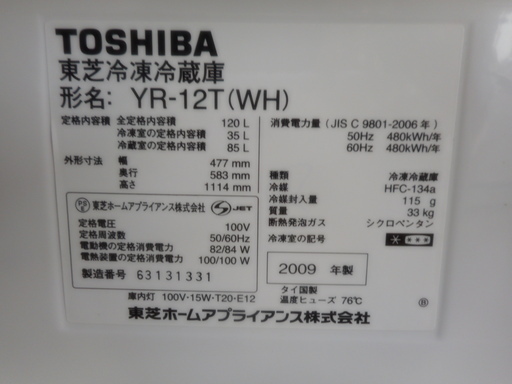 TOSHIBA
東芝冷凍冷蔵庫
形名: YR-12T(WH)
定格内容積 全定格内容積 120 L
冷凍室の定格内容積 35 L
冷蔵室の定格内容積 85 L
外形寸法 幅 477 mm
奥行 583 mm
高さ 1114 mm
東芝ホームアプライアンス株式会社 JET
定格電圧 100V
定格周波数 50/60Hz
電動機の定格消費電力 82/84 W
電熱装置の定格消費電力 100/100 W
製造番号 63131331
庫内灯 100V·15W·T20·E12
消費電力量 (JIS C 9801-2006 年)
50Hz 480kWh/年
60Hz 480kWh/年
種類 冷凍冷蔵庫
冷媒 HFC-134a
冷媒封入量 115 g
質量 33 kg
断熱発泡ガス シクロペンタン
冷凍室の記号
2009 年製
タイ国製
温度ヒューズ 76℃
®
東芝ホームアプライアンス株式会社